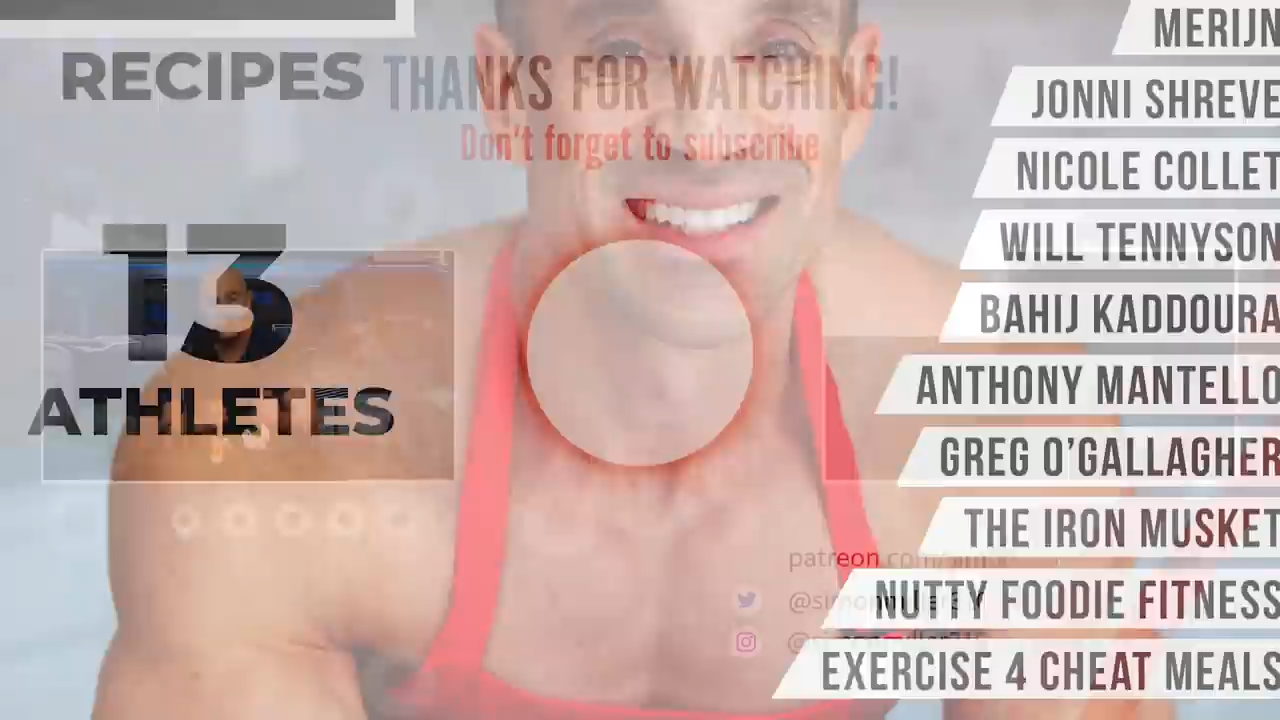 RECIPES
THANKS FOR WATCHING!
Don't forget to subscribe
13
ATHLETES
MERIJN
JONNI SHREVE
NICOLE COLLET
WILL TENNYSON
BAHIJ KADDOURA
ANTHONY MANTELLO
GREG O'GALLAGHER
THE IRON MUSKET
NUTTY FOODIE FITNESS
EXERCISE 4 CHEAT MEALS